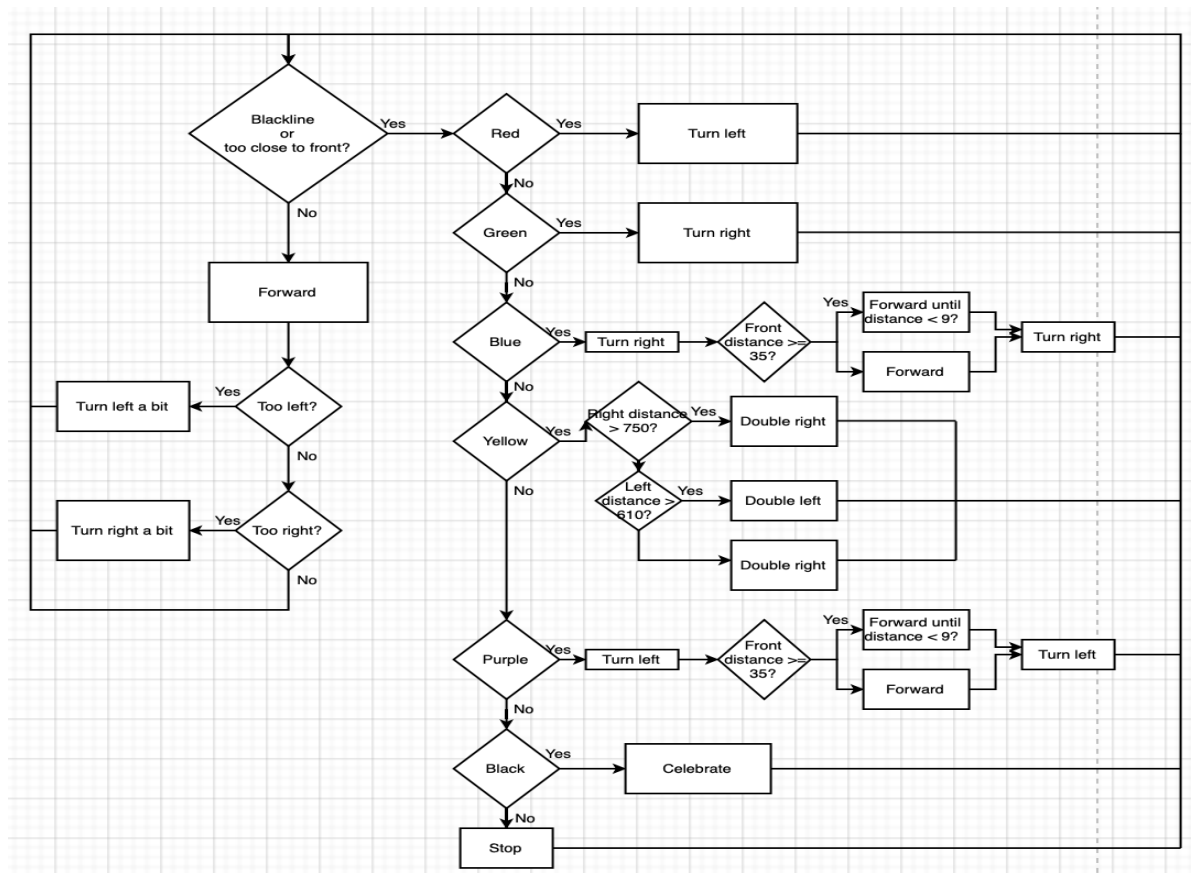 Blackline
or
too close to front?
Yes
Red
Yes
Turn left
No
No
Green
Yes
Turn right
Forward
No
Blue
Yes
Turn right
Front
distance >=
35?
Yes
Forward until
distance < 9?
Forward
Turn right
No
Turn left a bit
Yes
Too left?
No
Yellow
Yes
Right distance
> 750?
Yes
Double right
No
Left
distance >
610?
Yes
Double left
Double right
Turn right a bit
Yes
Too right?
No
Purple
Yes
Turn left
Front
distance >=
35?
Yes
Forward until
distance < 9?
Forward
Turn left
No
Black
Yes
Celebrate
No
Stop